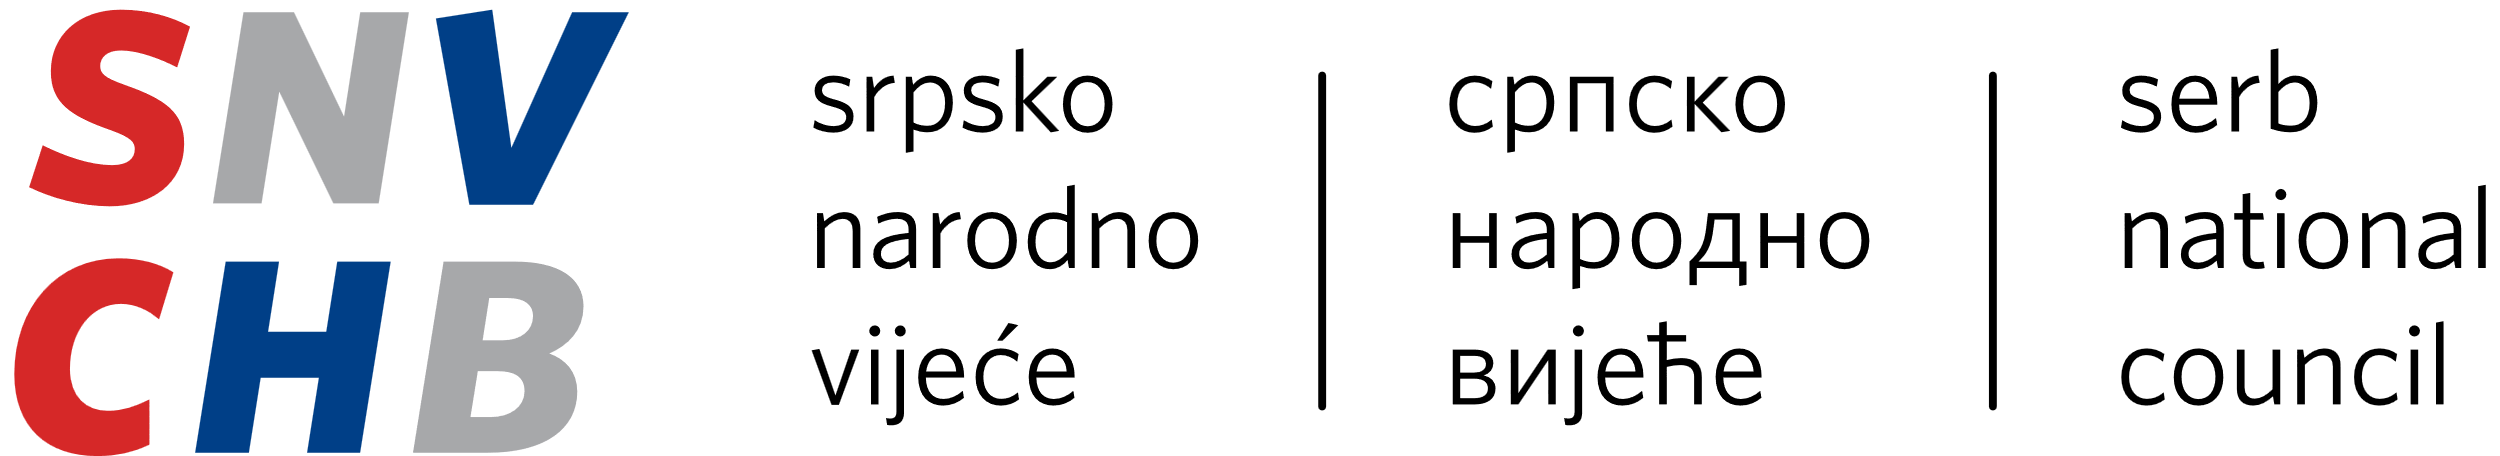 SNV
СНВ
srpsko
narodno
vijeće
српско
народно
вијеће
serb
national
council